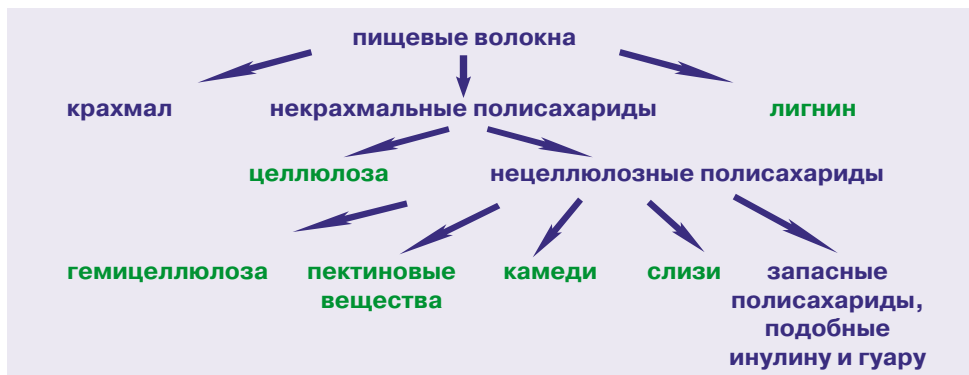 пищевые волокна
крахмал некрахмальные полисахариды лигнин
целлюлоза нецеллюлозные полисахариды
гемицеллюлоза пектиновые вещества камеди слизи запасные полисахариды, подобные инулину и гуару